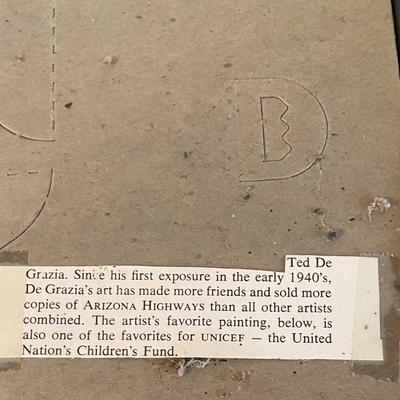 D
Ted De
Grazia. Since his first exposure in the early 1940's,
De Grazia's art has made more friends and sold more
copies of ARIZONA HIGHWAYS than all other artists
combined. The artist's favorite painting, below, is
also one of the favorites for UNICEF — the United
Nation's Children's Fund.